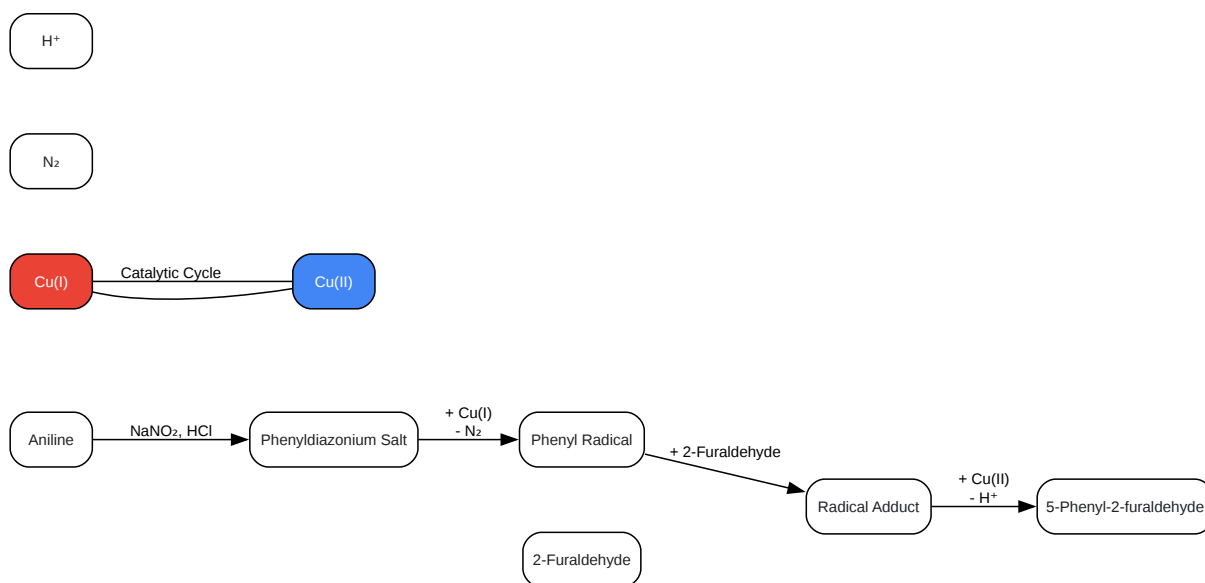 H⁺
N₂
Cu(I)
Catalytic Cycle
Cu(II)
Aniline
NaNO₂, HCl
Phenyldiazonium Salt
+ Cu(I)
- N₂
Phenyl Radical
+ 2-Furaldehyde
Radical Adduct
+ Cu(II)
- H⁺
5-Phenyl-2-furaldehyde
2-Furaldehyde